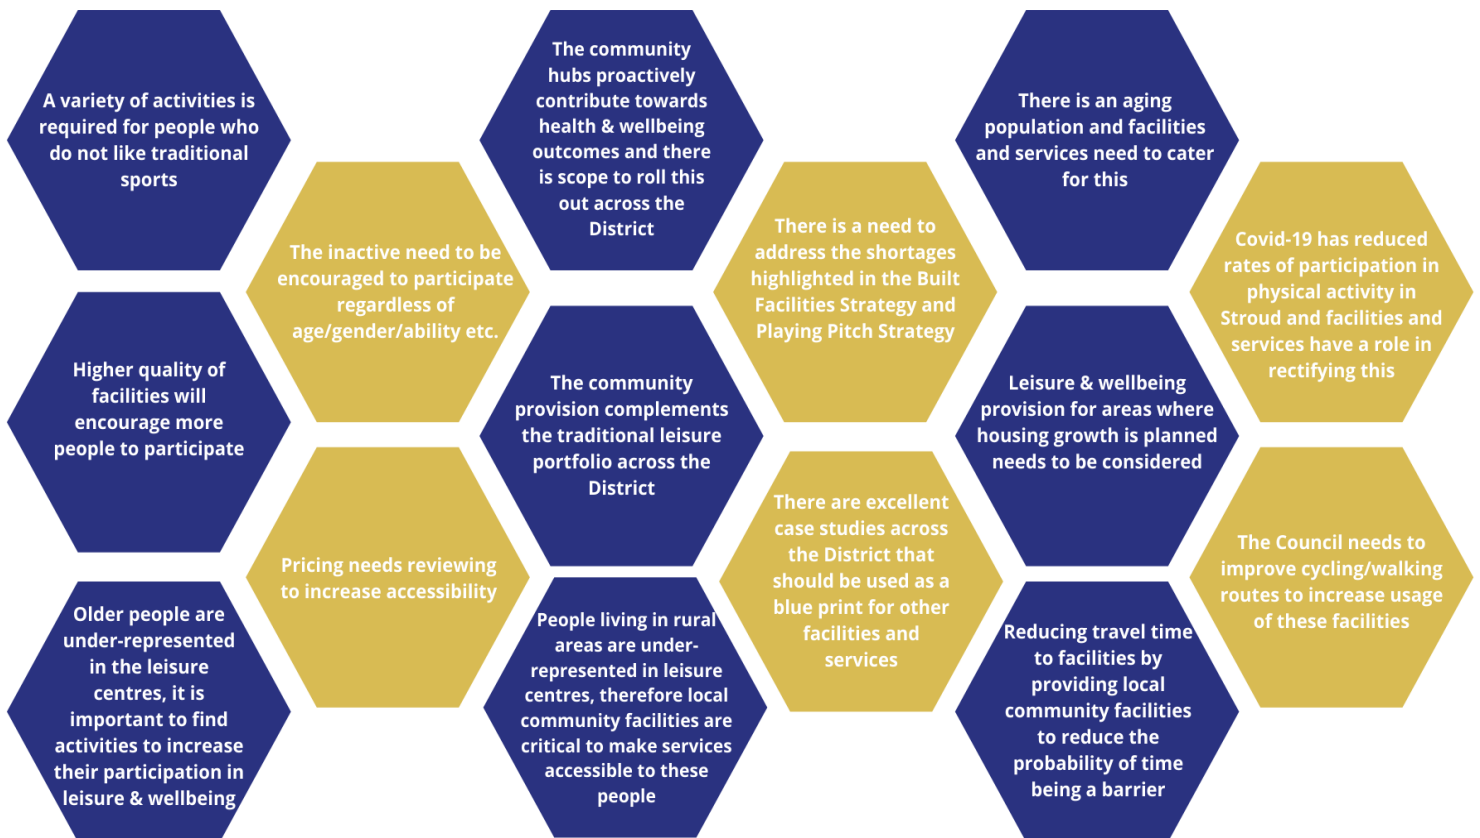 A variety of activities is
required for people who
do not like traditional
sports
Higher quality of
facilities will
encourage more
people to participate
Older people are
under-represented
in the leisure
centres, it is
important to find
activities to increase
their participation in
leisure & wellbeing
The inactive need to be
encouraged to participate
regardless of
age/gender/ability etc.
Pricing needs reviewing
to increase accessibility
The community
hubs proactively
contribute towards
health & wellbeing
outcomes and there
is scope to roll this
out across the
District
The community
provision complements
the traditional leisure
portfolio across the
District
People living in rural
areas are under-
represented in leisure
centres, therefore local
community facilities are
critical to make services
accessible to these
people
There is a need to
address the shortages
highlighted in the Built
Facilities Strategy and
Playing Pitch Strategy
There are excellent
case studies across
the District that
should be used as a
blue print for other
facilities and
services
There is an aging
population and facilities
and services need to cater
for this
Leisure & wellbeing
provision for areas where
housing growth is planned
needs to be considered
Reducing travel time
to facilities by
providing local
community facilities
to reduce the
probability of time
being a barrier
Covid-19 has reduced
rates of participation in
physical activity in
Stroud and facilities and
services have a role in
rectifying this
The Council needs to
improve cycling/walking
routes to increase usage
of these facilities